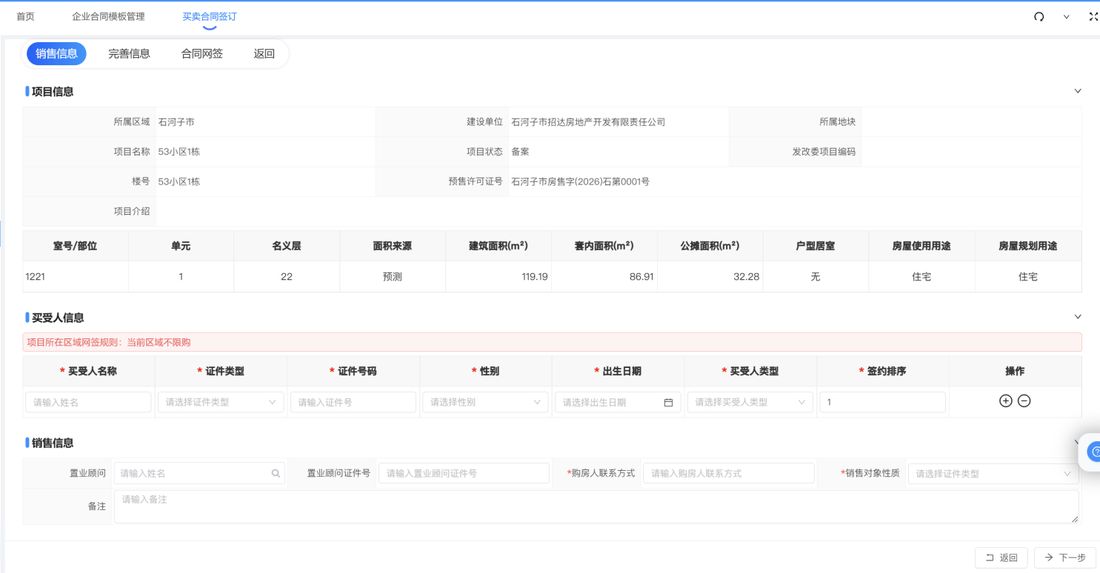 首页 企业合同模板管理 买卖合同签订
销售信息 完善信息 合同网签 返回
项目信息
所属区域 石河子市 建设单位 石河子市招达房地产开发有限责任公司 所属地块
项目名称 53小区1栋 项目状态 备案 发改委项目编码
楼号 53小区1栋 预售许可证号 石河子市房售字(2026)石第0001号
项目介绍
室号/部位 单元 名义层 面积来源 建筑面积(m²) 套内面积(m²) 公摊面积(m²) 户型居室 房屋使用用途 房屋规划用途
1221 1 22 预测 119.19 86.91 32.28 无 住宅 住宅
买受人信息
项目所在区域网签规则：当前区域不限购
* 买受人名称 * 证件类型 * 证件号码 * 性别 * 出生日期 * 买受人类型 * 签约排序 操作
请输入姓名 请选择证件类型 请输入证件号 请选择性别 请选择出生日期 请选择买受人类型 1
销售信息
置业顾问 请输入姓名 置业顾问证件号 请输入置业顾问证件号 *购房人联系方式 请输入购房人联系方式 *销售对象性质 请选择证件类型
备注 请输入备注
返回 下一步